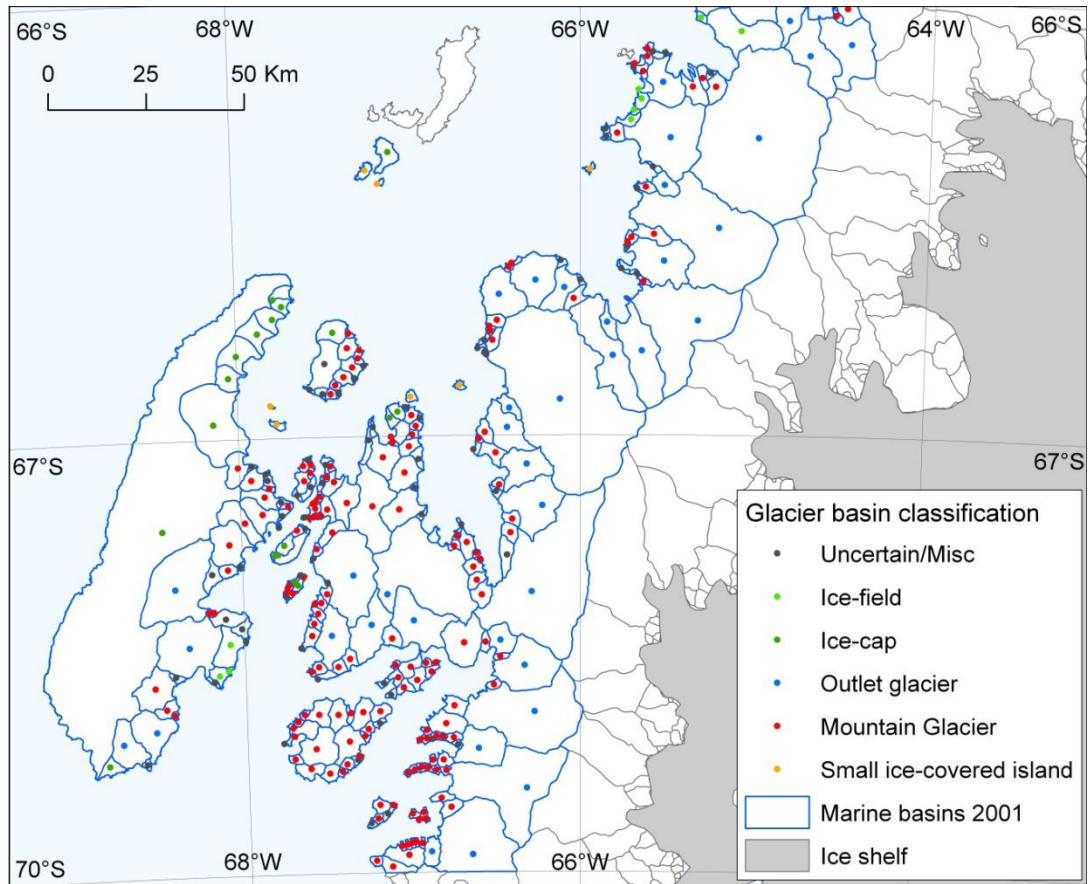 66°S 68°W 66°W 64°W 66°S
0 25 50 Km
67°S 67°S
Glacier basin classification
Uncertain/Misc
Ice-field
Ice-cap
Outlet glacier
Mountain Glacier
Small ice-covered island
Marine basins 2001
Ice shelf
70°S 68°W 66°W